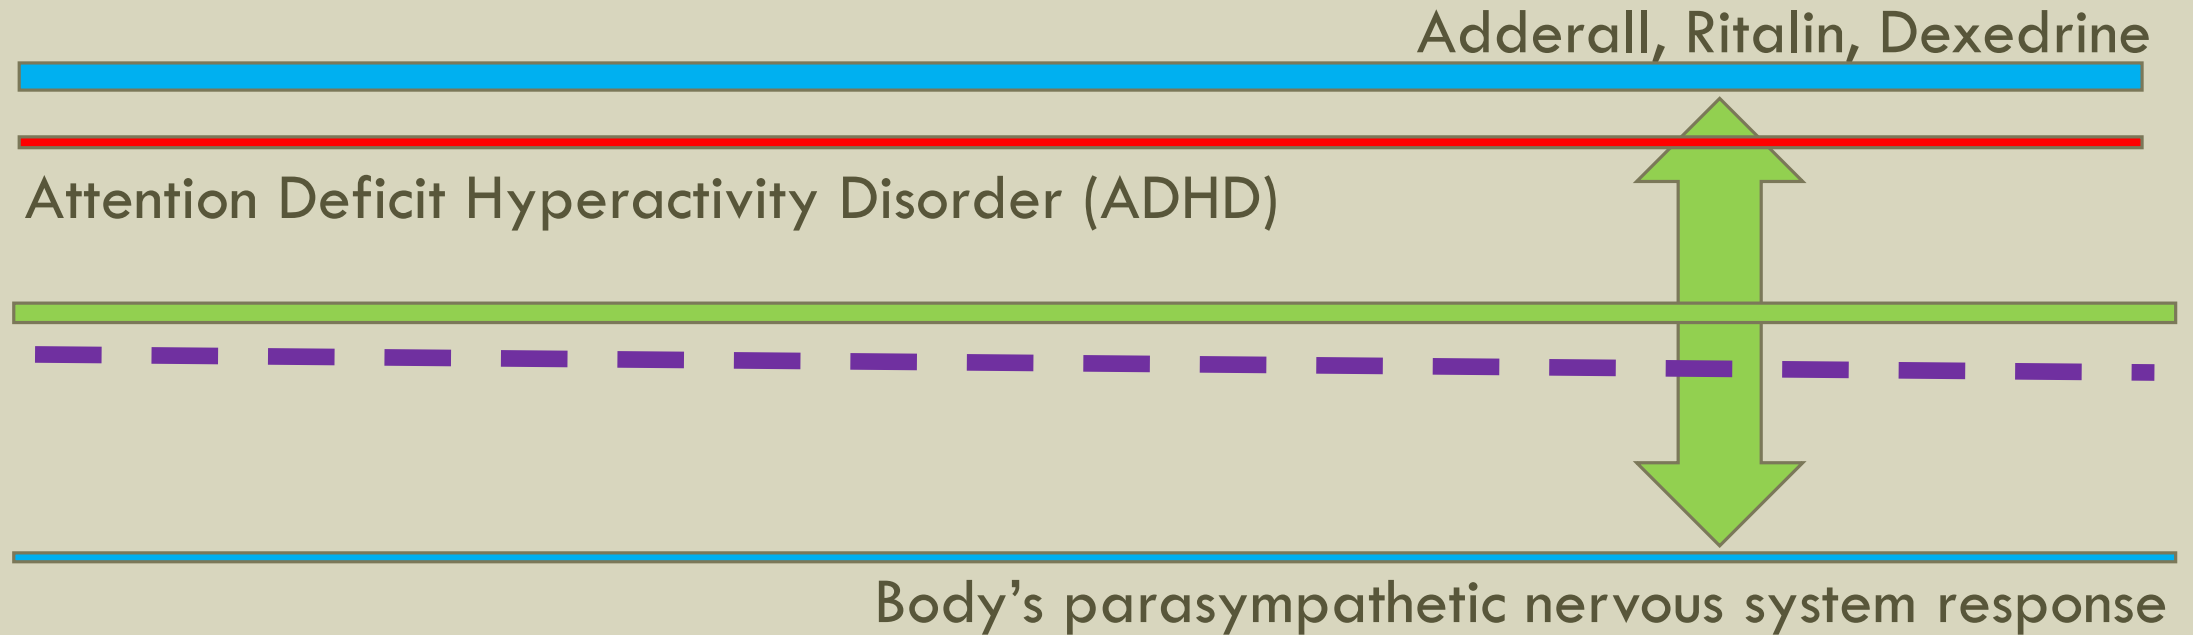 Adderall, Ritalin, Dexedrine
Attention Deficit Hyperactivity Disorder (ADHD)
Body’s parasympathetic nervous system response